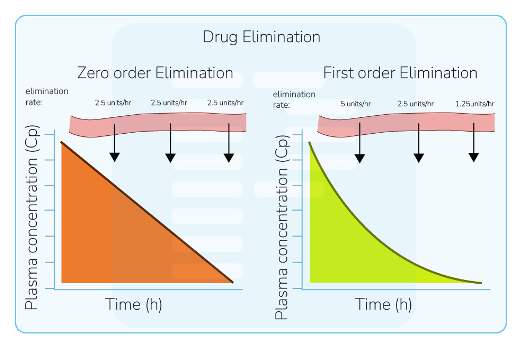 Drug Elimination
Zero order Elimination
elimination
rate:
2.5 units/hr 2.5 units/hr 2.5 units/hr
Plasma concentration (Cp)
Time (h)
First order Elimination
elimination
rate:
5 units/hr 2.5 units/hr 1.25 units/hr
Plasma concentration (Cp)
Time (h)